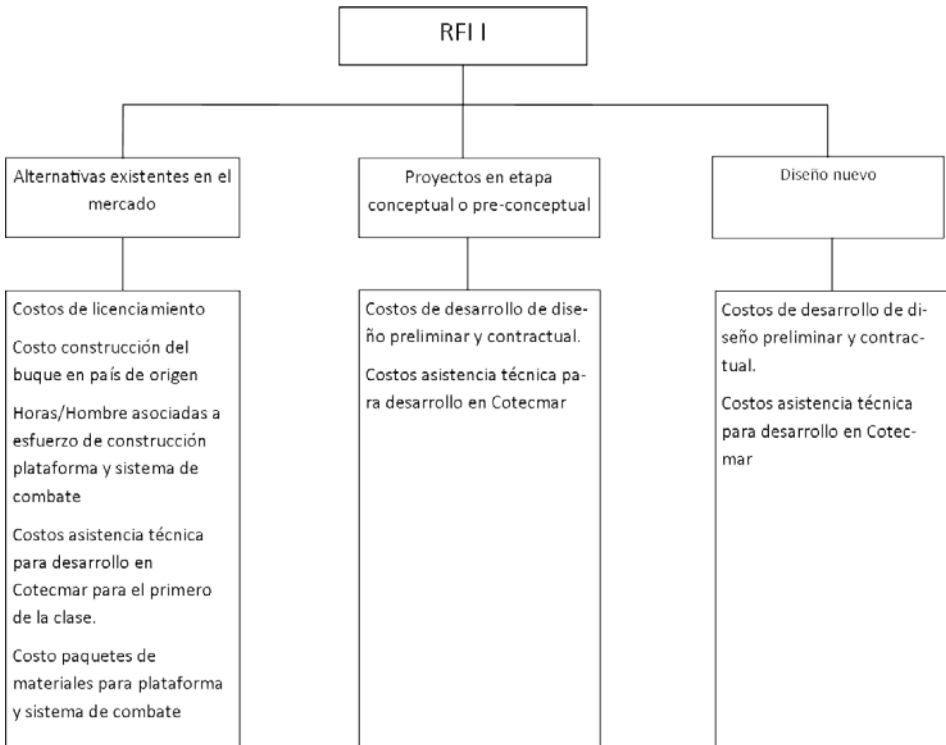 RFI I
Alternativas existentes en el
mercado
Proyectos en etapa
conceptual o pre-conceptual
Diseño nuevo
Costos de licenciamiento
Costo construcción del
buque en país de origen
Horas/Hombre asociadas a
esfuerzo de construcción
plataforma y sistema de
combate
Costos asistencia técnica
para desarrollo en
Cotecmar para el primero
de la clase.
Costo paquetes de
materiales para plataforma
y sistema de combate
Costos de desarrollo de dise-
ño preliminar y contractual.
Costos asistencia técnica pa-
ra desarrollo en Cotecmar
Costos de desarrollo de di-
seño preliminar y contrac-
tual.
Costos asistencia técnica
para desarrollo en Cotec-
mar